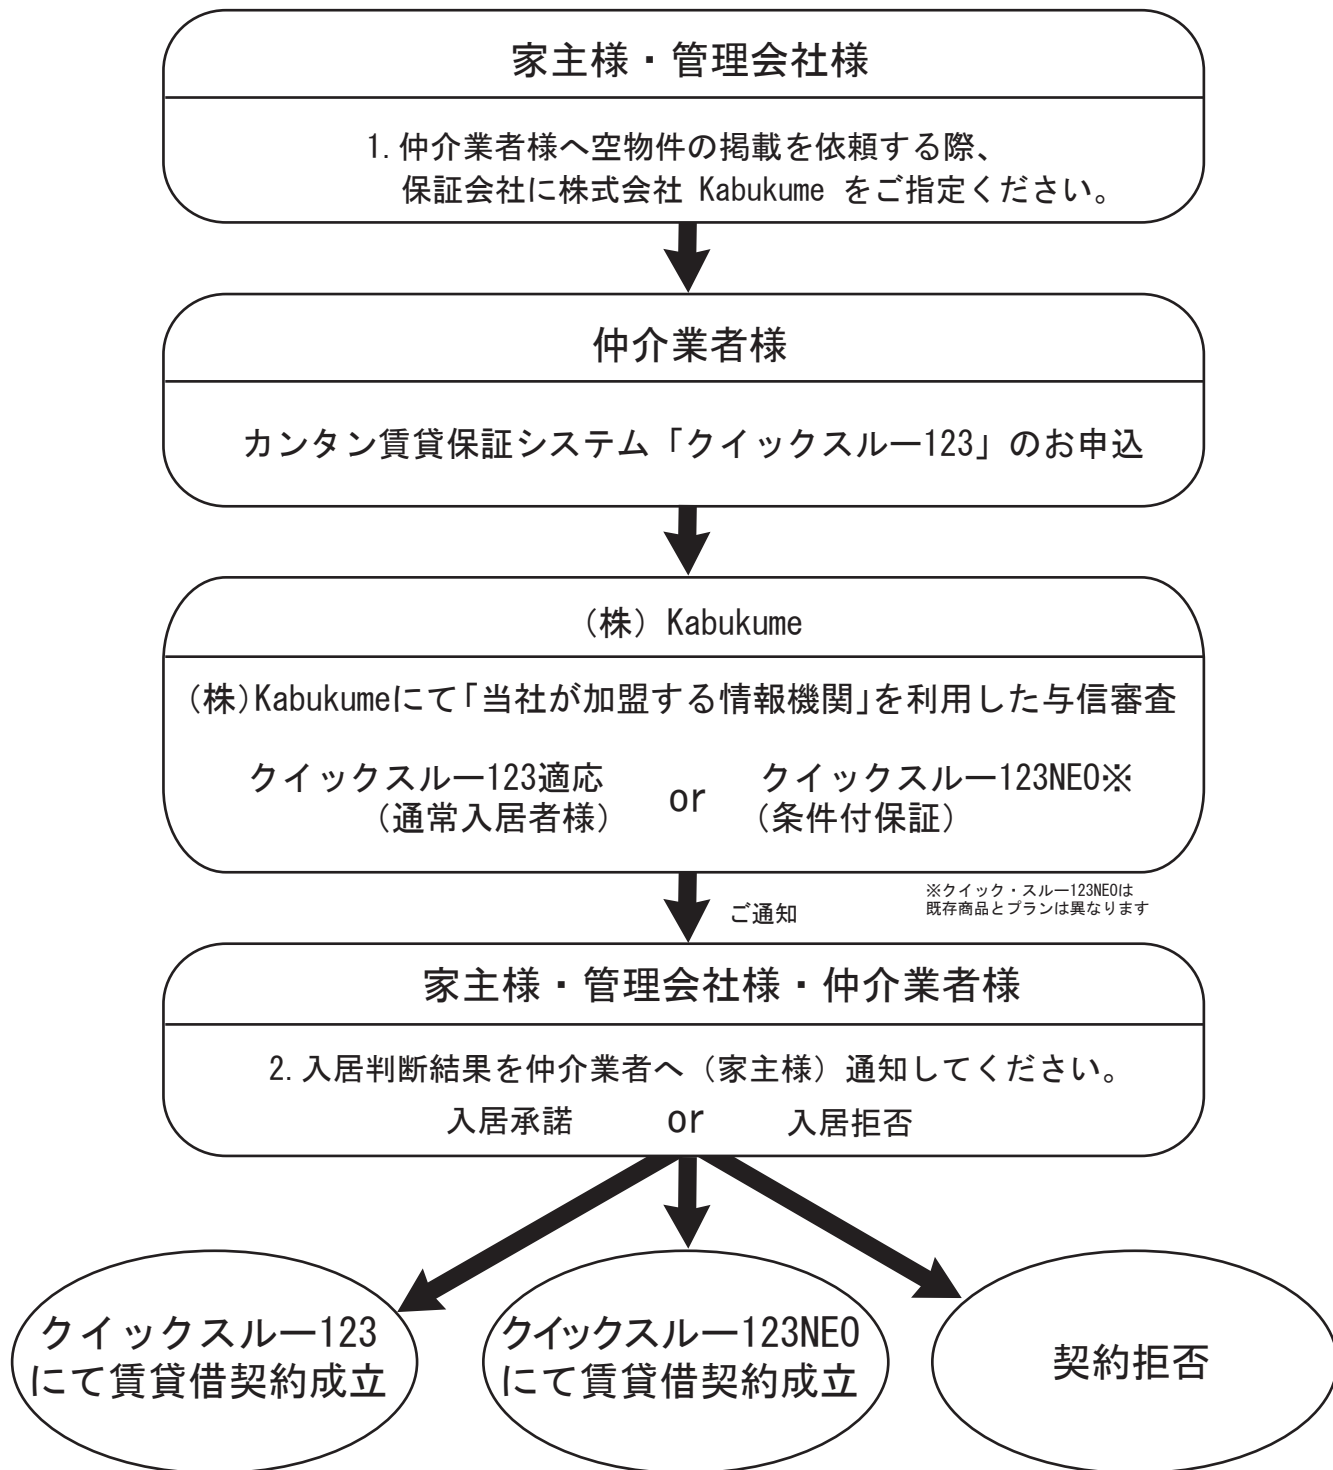 家主様・管理会社様
1.仲介業者様へ空物件の掲載を依頼する際、
保証会社に株式会社 Kabukume をご指定ください。
仲介業者様
カンタン賃貸保証システム「クイックスルー123」のお申込
(株) Kabukume
(株)Kabukumeにて「当社が加盟する情報機関」を利用した与信審査
クイックスルー123適応 or クイックスルー123NEO※
(通常入居者様) (条件付保証)
ご通知
※クイック・スルー123NEOは
既存商品とプランは異なります
家主様・管理会社様・仲介業者様
2.入居判断結果を仲介業者へ(家主様)通知してください。
入居承諾 or 入居拒否
クイックスルー123
にて賃貸借契約成立
クイックスルー123NEO
にて賃貸借契約成立
契約拒否